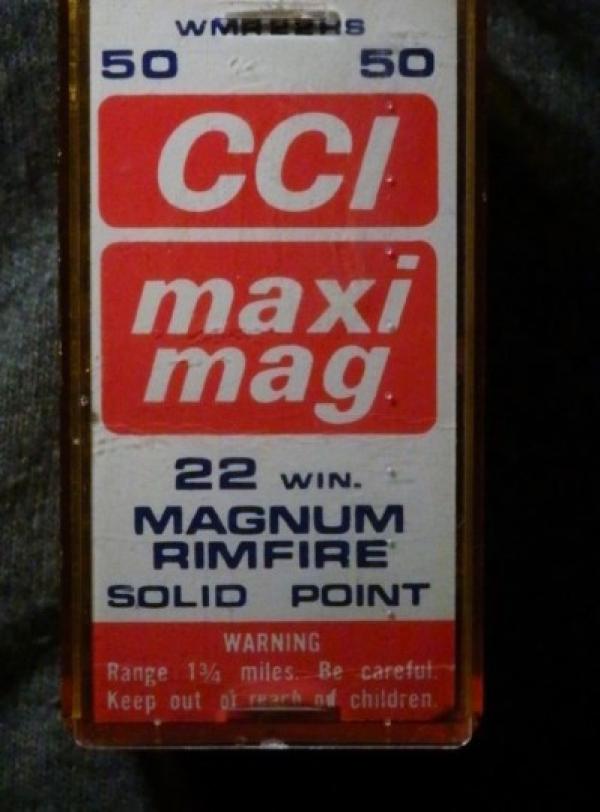 50 50
CCI
maxi
mag
22 WIN.
MAGNUM
RIMFIRE
SOLID POINT
WARNING
Range 1¾ miles. Be careful.
Keep out of reach of children.